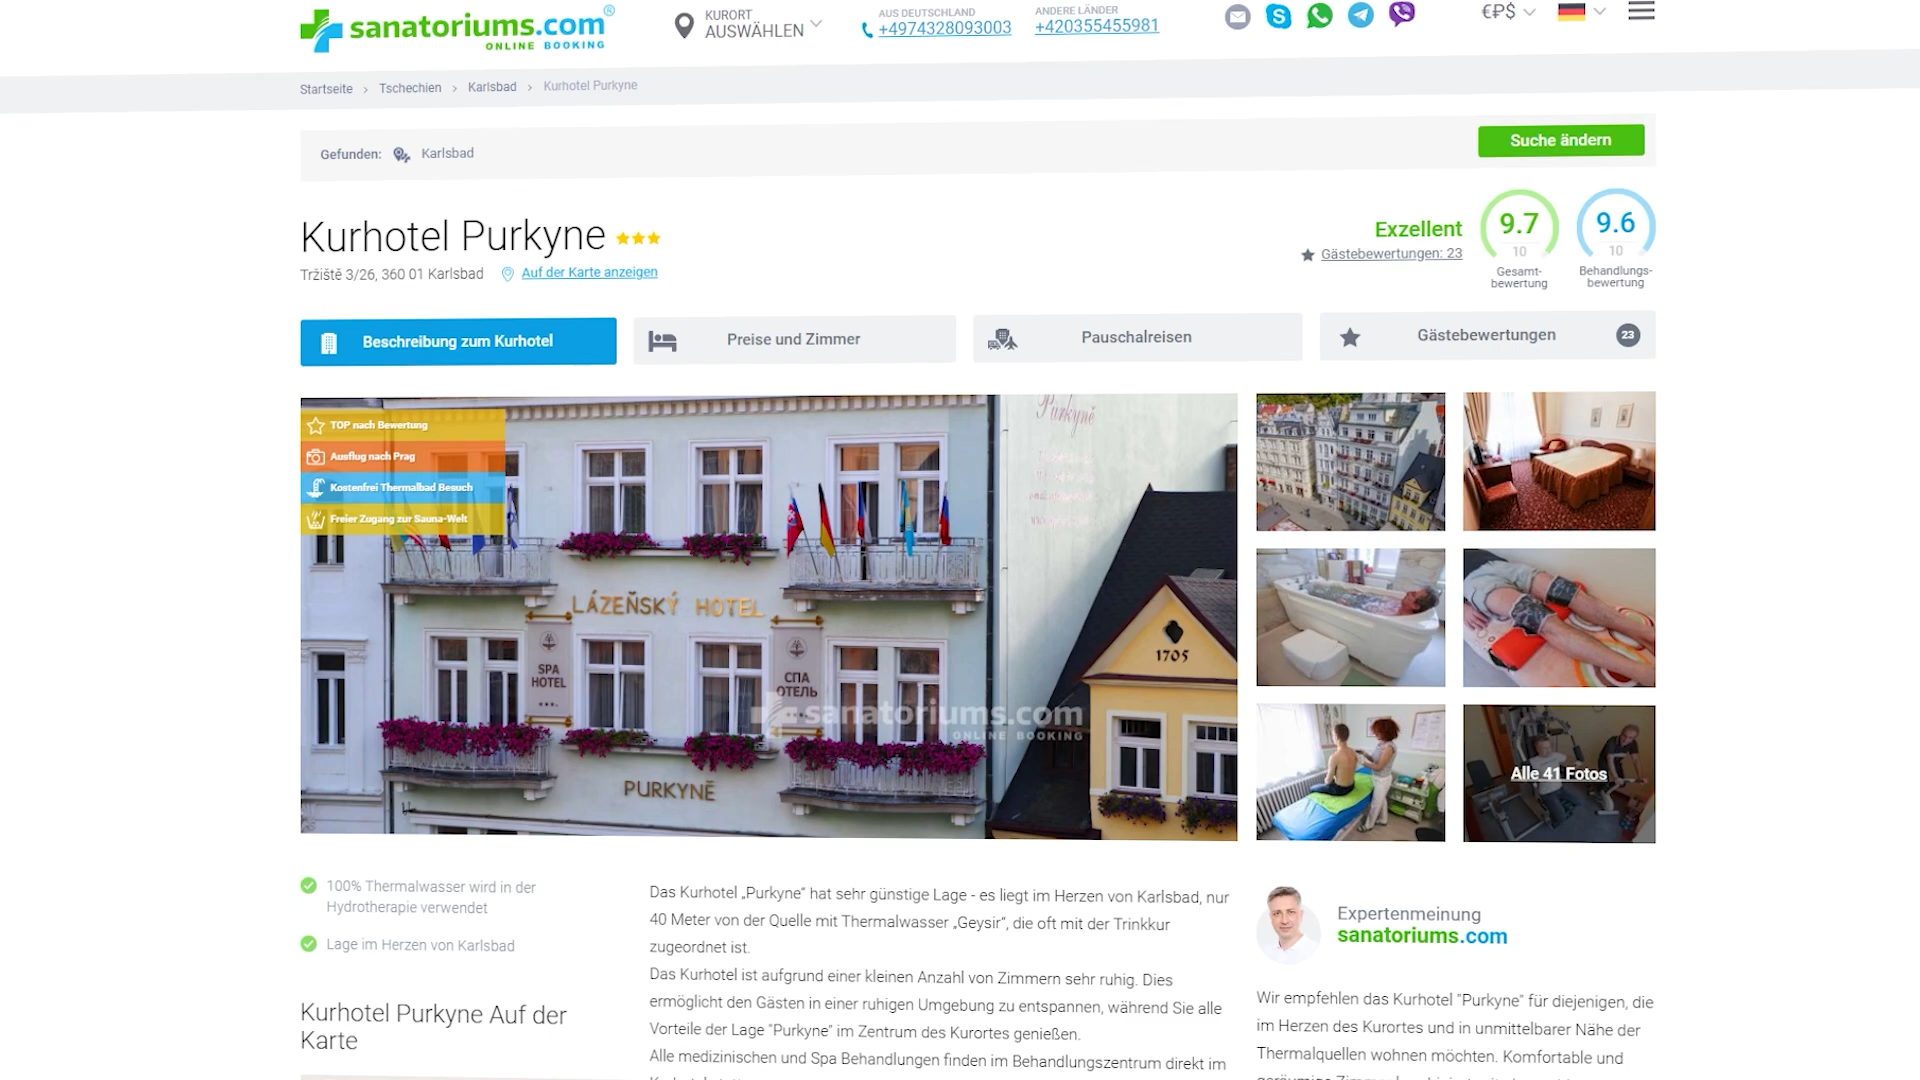 sanatoriums.com®
ONLINE BOOKING
KURORT
AUSWÄHLEN
AUS DEUTSCHLAND
+4974328093003
ANDERE LÄNDER
+420355455981
€₽$
Startseite > Tschechien > Karlsbad > Kurhotel Purkyne
Gefunden: Karlsbad
Suche ändern
Kurhotel Purkyne
Tržiště 3/26, 360 01 Karlsbad
Auf der Karte anzeigen
Exzellent
Gästebewertungen: 23
9.7
10
Gesamt-
bewertung
9.6
10
Behandlungs-
bewertung
Beschreibung zum Kurhotel
Preise und Zimmer
Pauschalreisen
Gästebewertungen 23
TOP nach Bewertung
Ausflug nach Prag
Kostenfrei Thermalbad Besuch
Freier Zugang zur Sauna-Welt
Purkyně
LÁZEŇSKÝ HOTEL
SPA
HOTEL
СПА
ОТЕЛЬ
1705
PURKYNĚ
sanatoriums.com
ONLINE BOOKING
Alle 41 Fotos
100% Thermalwasser wird in der
Hydrotherapie verwendet
Lage im Herzen von Karlsbad
Kurhotel Purkyne Auf der
Karte
Das Kurhotel „Purkyne“ hat sehr günstige Lage - es liegt im Herzen von Karlsbad, nur
40 Meter von der Quelle mit Thermalwasser „Geysir“, die oft mit der Trinkkur
zugeordnet ist.
Das Kurhotel ist aufgrund einer kleinen Anzahl von Zimmern sehr ruhig. Dies
ermöglicht den Gästen in einer ruhigen Umgebung zu entspannen, während Sie alle
Vorteile der Lage "Purkyne" im Zentrum des Kurortes genießen.
Alle medizinischen und Spa Behandlungen finden im Behandlungszentrum direkt im
Expertenmeinung
sanatoriums.com
Wir empfehlen das Kurhotel "Purkyne" für diejenigen, die
im Herzen des Kurortes und in unmittelbarer Nähe der
Thermalquellen wohnen möchten. Komfortable und